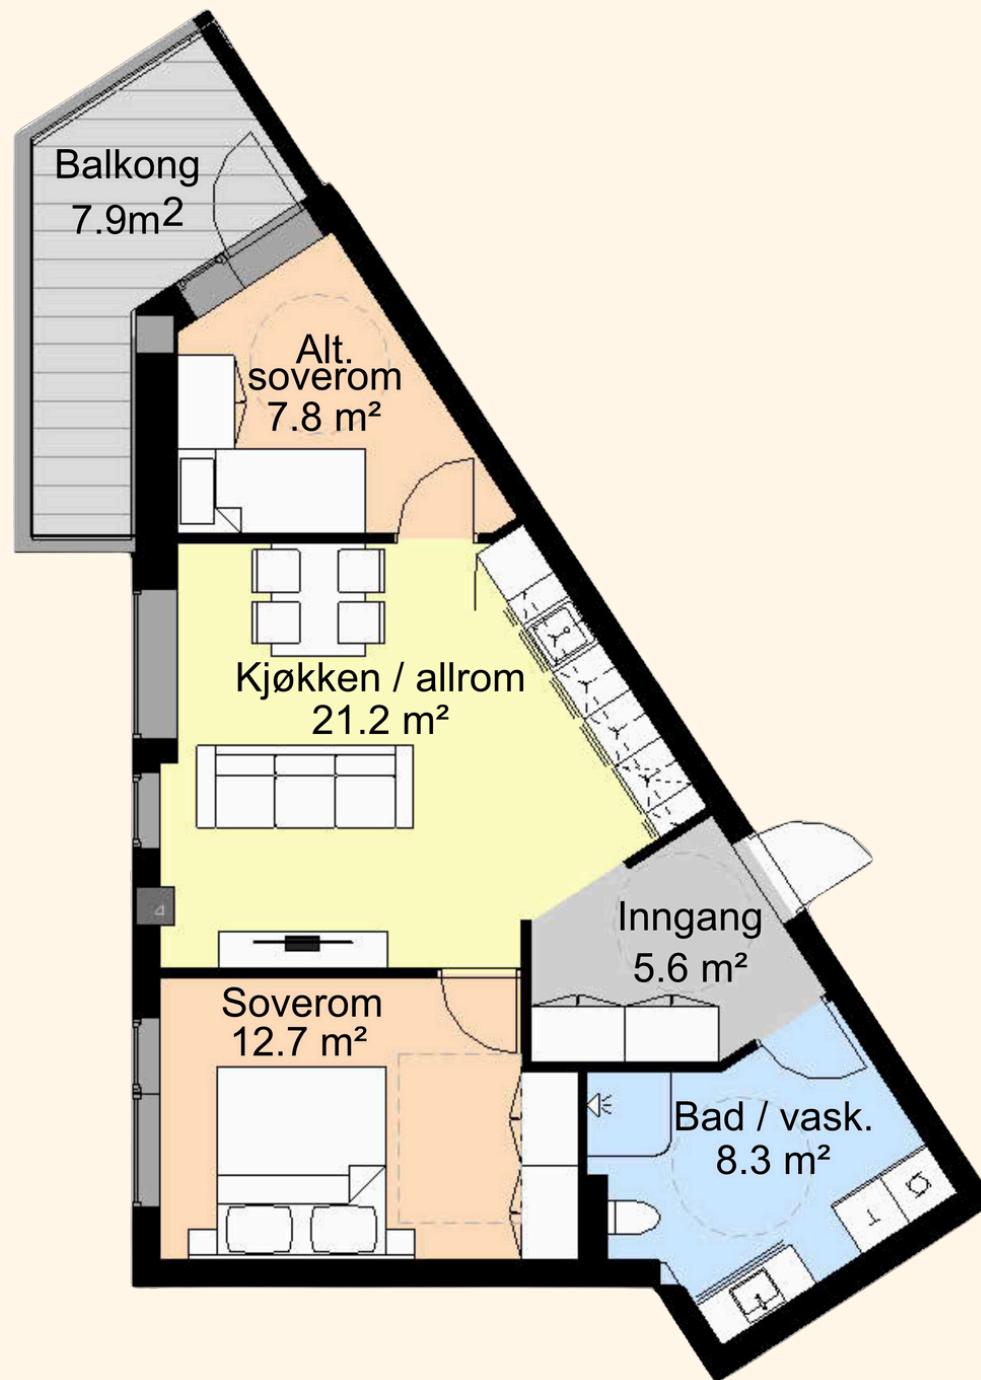 Balkong
7.9m2
Alt.
soverom
7.8 m²
Kjøkken / allrom
21.2 m²
Inngang
5.6 m²
Soverom
12.7 m²
Bad / vask.
8.3 m²
T